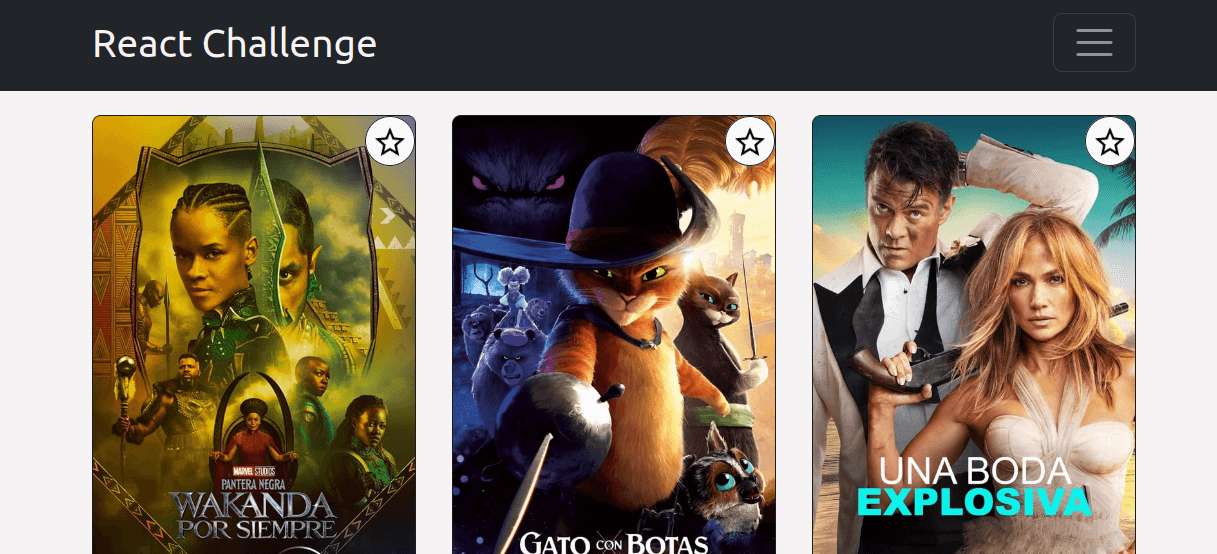 React Challenge
MARVEL STUDIOS
PANTERA NEGRA
WAKANDA
POR SIEMPRE
GATO CON BOTAS
UNA BODA
EXPLOSIVA